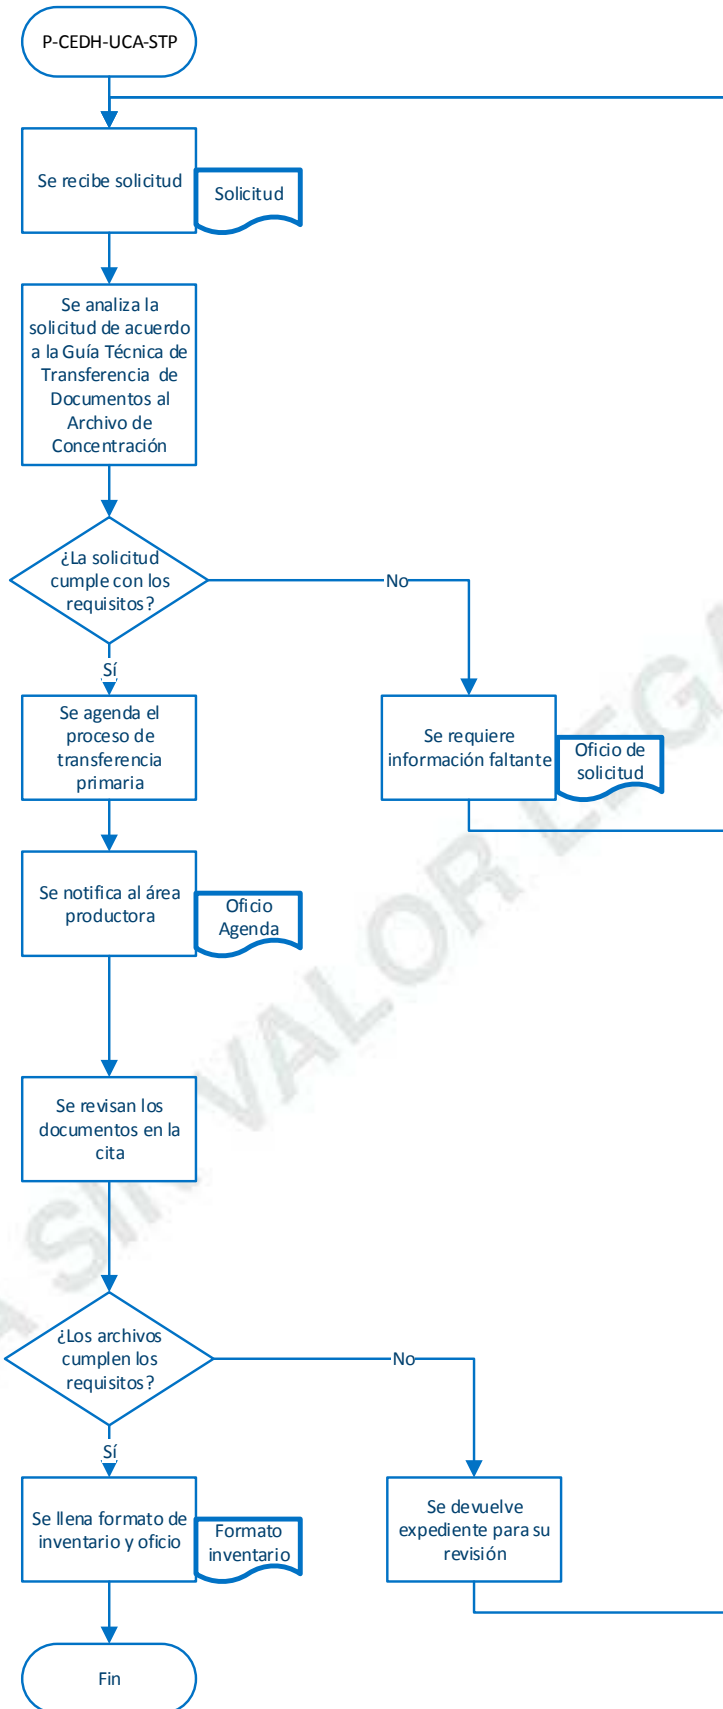 P-CEDH-UCA-STP
Se recibe solicitud
Solicitud
Se analiza la
solicitud de acuerdo
a la Guía Técnica de
Transferencia de
Documentos al
Archivo de
Concentración
¿La solicitud
cumple con los
requisitos?
No
Sí
Se agenda el
proceso de
transferencia
primaria
Se requiere
información faltante
Oficio de
solicitud
Se notifica al área
productora
Oficio
Agenda
Se revisan los
documentos en la
cita
¿Los archivos
cumplen los
requisitos?
No
Sí
Se llena formato de
inventario y oficio
Formato
inventario
Se devuelve
expediente para su
revisión
Fin
A SIN VALOR LEGA